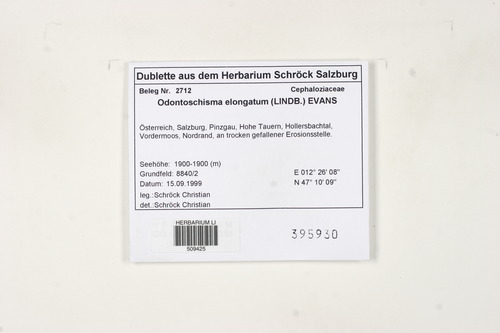 Dublette aus dem Herbarium Schröck Salzburg
Beleg Nr. 2712 Cephaloziaceae
Odontoschisma elongatum (LINDB.) EVANS
Österreich, Salzburg, Pinzgau, Hohe Tauern, Hollersbachtal,
Vordermoos, Nordrand, an trocken gefallener Erosionsstelle.
Seehöhe: 1900-1900 (m) E 012° 26' 08"
Grundfeld: 8840/2 N 47° 10' 09"
Datum: 15.09.1999
leg.:Schröck Christian
det.:Schröck Christian
HERBARIUM LI
509425
395930